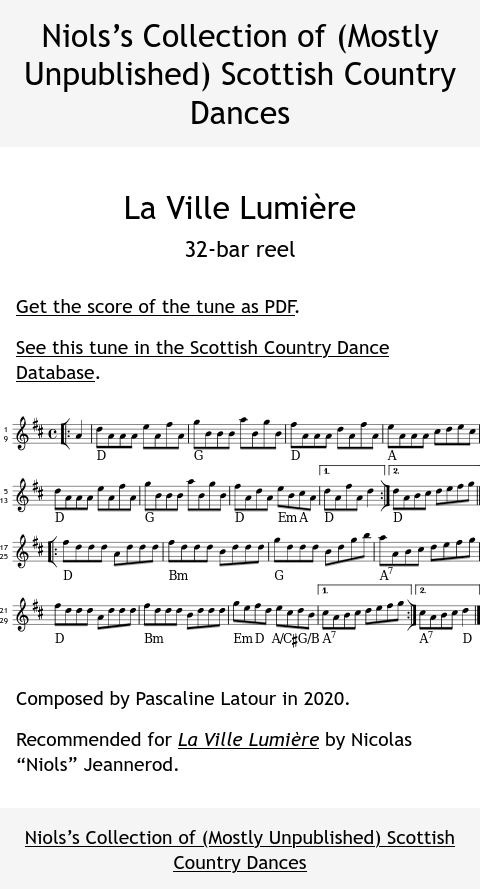 Niols’s Collection of (Mostly
Unpublished) Scottish Country
Dances
La Ville Lumière
32-bar reel
Get the score of the tune as PDF.
See this tune in the Scottish Country Dance
Database.
1
9
D G D A
5
13
1. 2.
D G D Em A D D
17
25
D Bm G A7
21
29
1. 2.
D Bm Em D A/C♯ G/B A7 A7 D
Composed by Pascaline Latour in 2020.
Recommended for La Ville Lumière by Nicolas
“Niols” Jeannerod.
Niols’s Collection of (Mostly Unpublished) Scottish
Country Dances